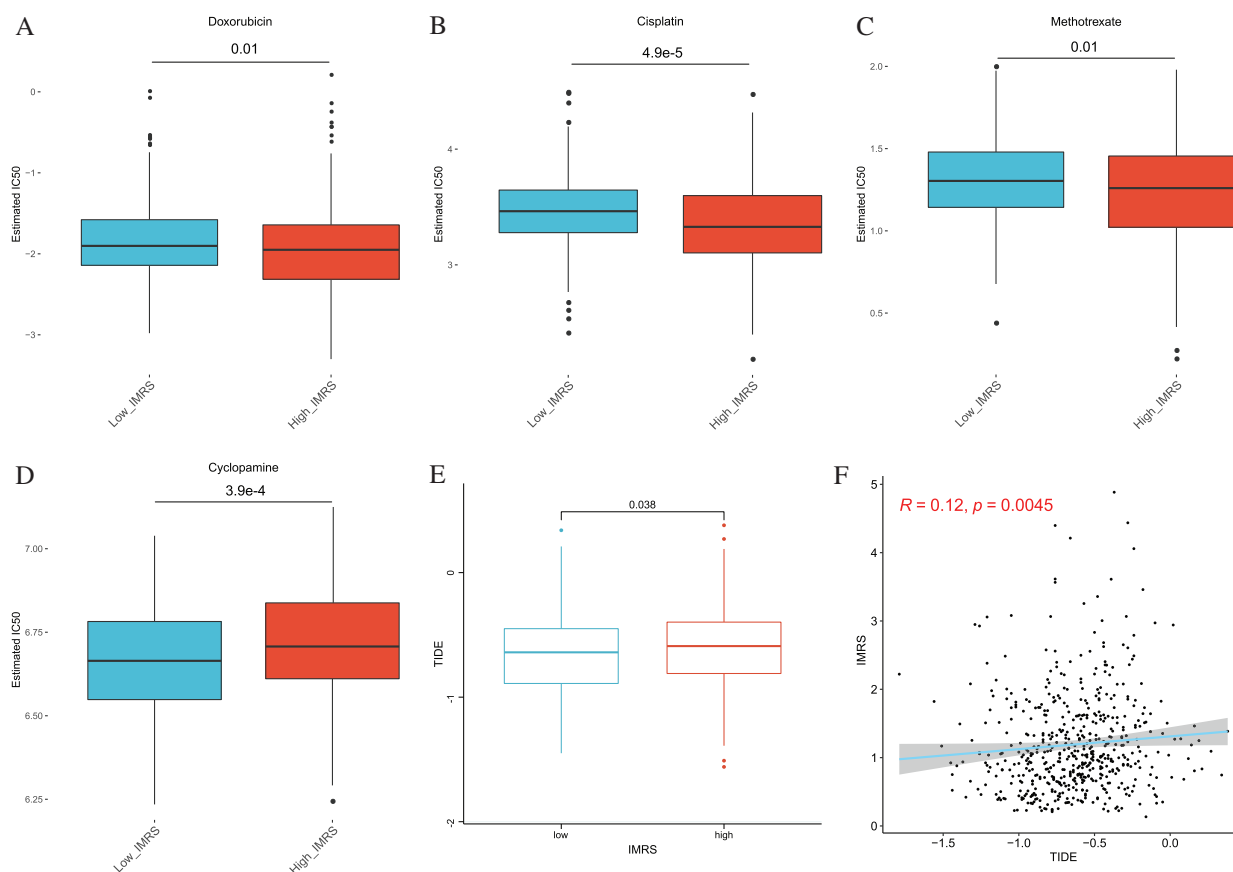 A
Doxorubicin
0.01
Estimated IC50
0
−1
−2
−3
Low_IMRS
High_IMRS
B
Cisplatin
4.9e-5
Estimated IC50
4
3
Low_IMRS
High_IMRS
C
Methotrexate
0.01
Estimated IC50
2.0
1.5
1.0
0.5
Low_IMRS
High_IMRS
D
Cyclopamine
3.9e-4
Estimated IC50
7.00
6.75
6.50
6.25
Low_IMRS
High_IMRS
E
0.038
TIDE
0
-1
-2
low
high
IMRS
F
R = 0.12, p = 0.0045
IMRS
5
4
3
2
1
0
−1.5
−1.0
−0.5
0.0
TIDE